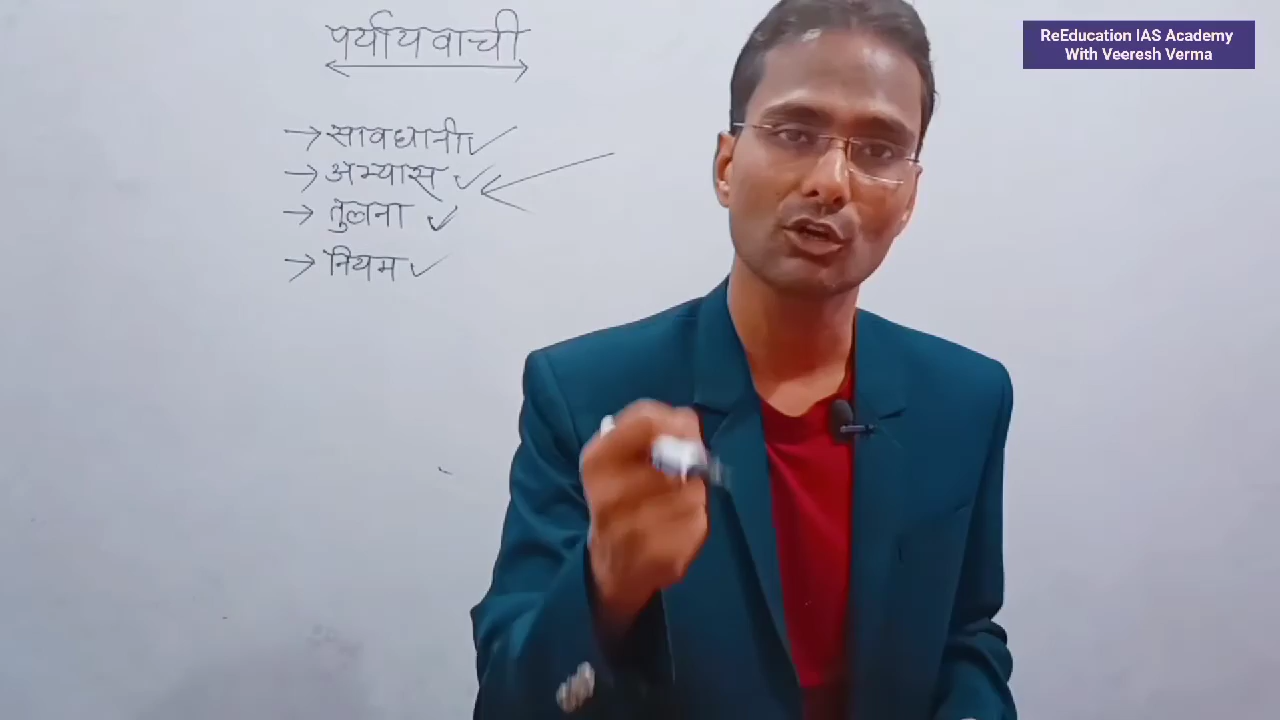 पर्यायवाची
→ सावधानी ✓
→ अभ्यास ✓
→ तुलना ✓
→ नियम ✓
ReEducation IAS Academy
With Veeresh Verma